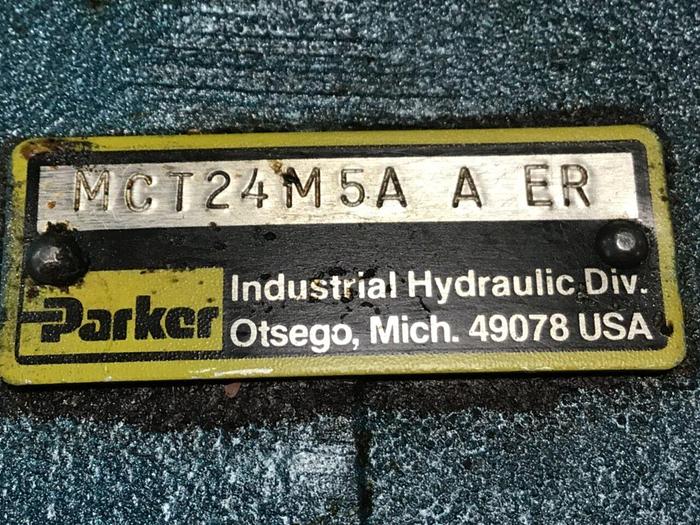 MCT24M5A A ER
Industrial Hydraulic Div.
Parker
Otsego, Mich. 49078 USA